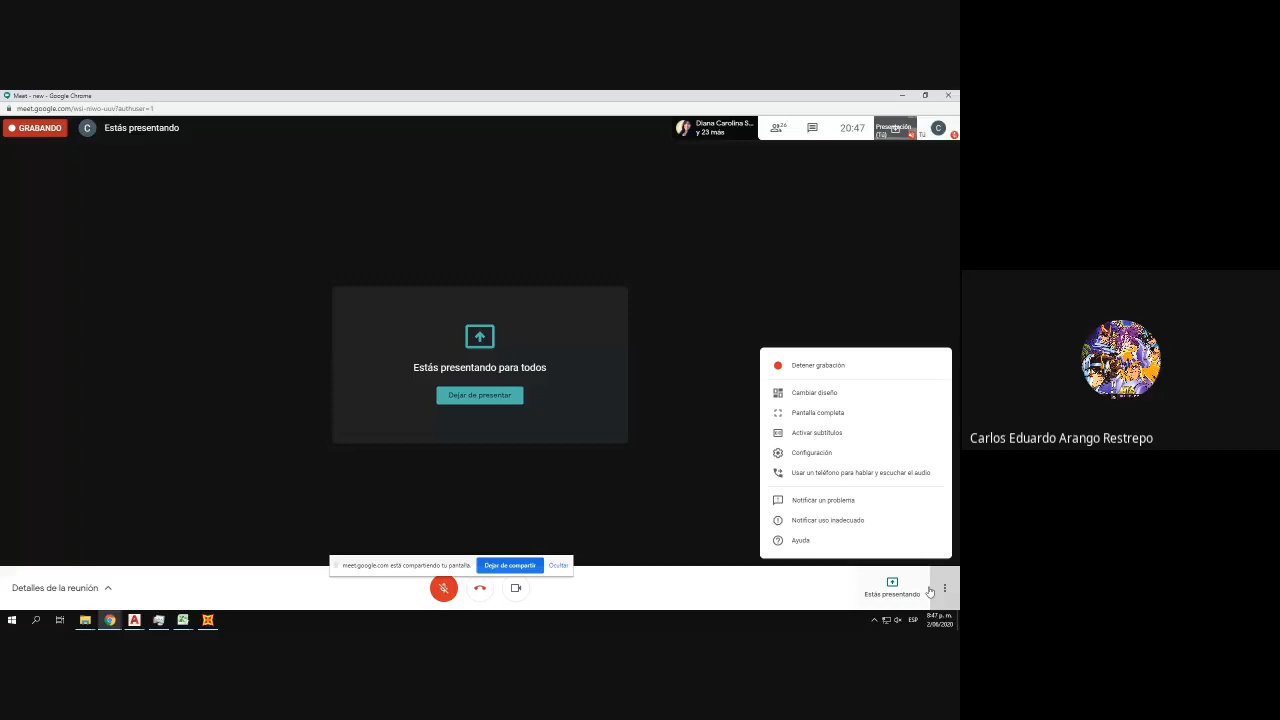 Meet - new - Google Chrome
meet.google.com/wsi-niwo-uuv?authuser=1
GRABANDO
C
Estás presentando
Diana Carolina S...
y 23 más
26
20:47
Presentación
(Tú)
Tú
C
Estás presentando para todos
Dejar de presentar
Detener grabación
Cambiar diseño
Pantalla completa
Activar subtítulos
Configuración
Usar un teléfono para hablar y escuchar el audio
Notificar un problema
Notificar uso inadecuado
Ayuda
Carlos Eduardo Arango Restrepo
meet.google.com está compartiendo tu pantalla.
Dejar de compartir
Ocultar
Detalles de la reunión
Estás presentando
ESP
8:47 p. m.
2/06/2020